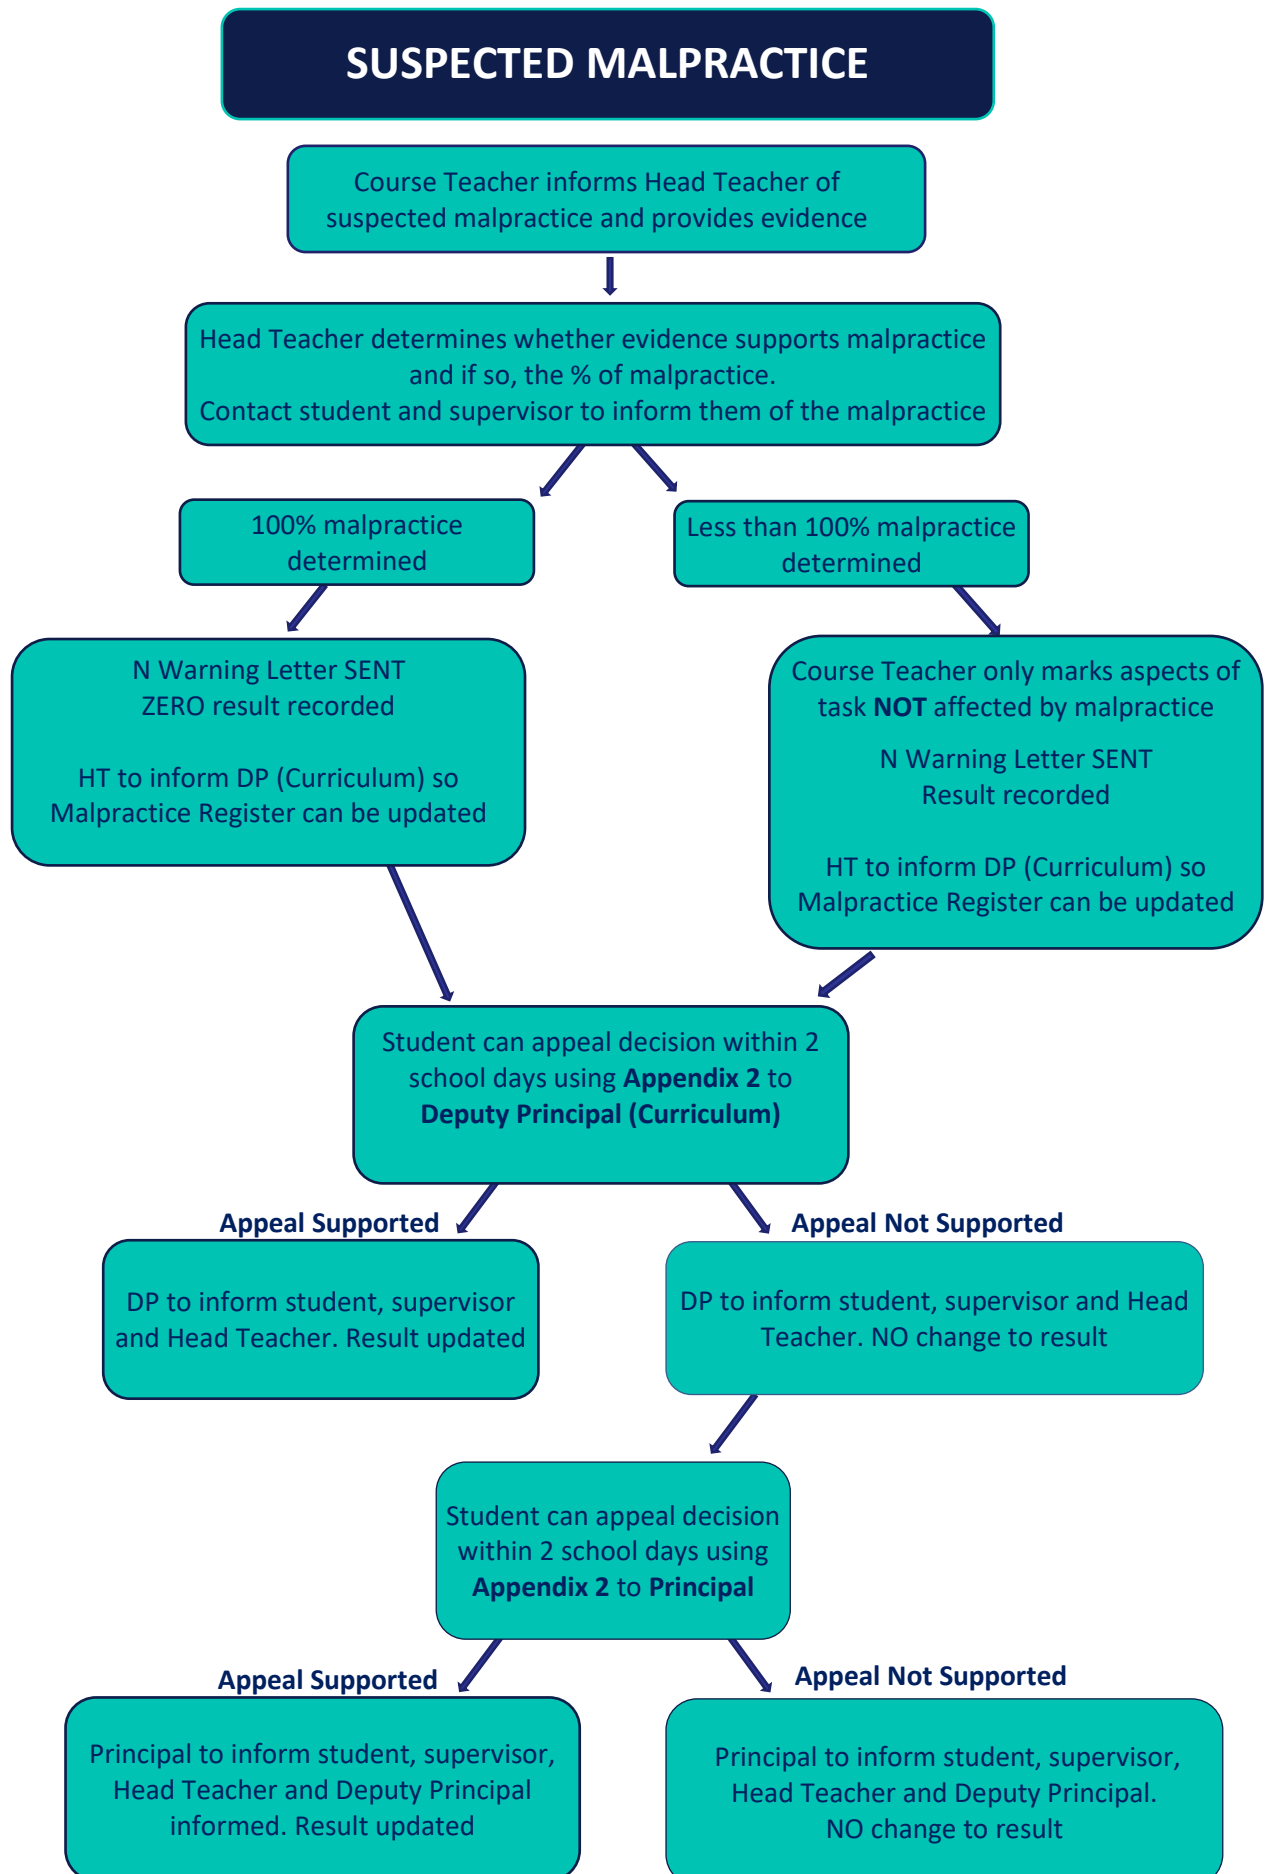 SUSPECTED MALPRACTICE
Course Teacher informs Head Teacher of
suspected malpractice and provides evidence
Head Teacher determines whether evidence supports malpractice
and if so, the % of malpractice.
Contact student and supervisor to inform them of the malpractice
100% malpractice
determined
Less than 100% malpractice
determined
N Warning Letter SENT
ZERO result recorded
HT to inform DP (Curriculum) so
Malpractice Register can be updated
Course Teacher only marks aspects of
task NOT affected by malpractice
N Warning Letter SENT
Result recorded
HT to inform DP (Curriculum) so
Malpractice Register can be updated
Student can appeal decision within 2
school days using Appendix 2 to
Deputy Principal (Curriculum)
Appeal Supported
Appeal Not Supported
DP to inform student, supervisor
and Head Teacher. Result updated
DP to inform student, supervisor and Head
Teacher. NO change to result
Student can appeal decision
within 2 school days using
Appendix 2 to Principal
Appeal Supported
Appeal Not Supported
Principal to inform student, supervisor,
Head Teacher and Deputy Principal
informed. Result updated
Principal to inform student, supervisor,
Head Teacher and Deputy Principal.
NO change to result